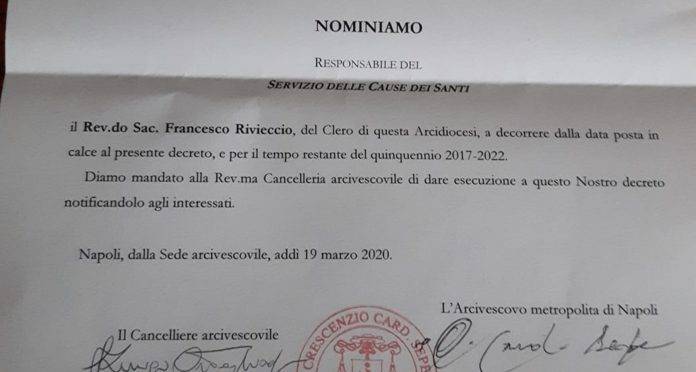 NOMINIAMO
RESPONSABILE DEL
SERVIZIO DELLE CAUSE DEI SANTI
il Rev.do Sac. Francesco Rivieccio, del Clero di questa Arcidiocesi, a decorrere dalla data posta in
calce al presente decreto, e per il tempo restante del quinquennio 2017-2022.
Diamo mandato alla Rev.ma Cancelleria arcivescovile di dare esecuzione a questo Nostro decreto
notificandolo agli interessati.
Napoli, dalla Sede arcivescovile, addì 19 marzo 2020.
L'Arcivescovo metropolita di Napoli
Il Cancelliere arcivescovile
CRESCENZIO CARD. SEPE